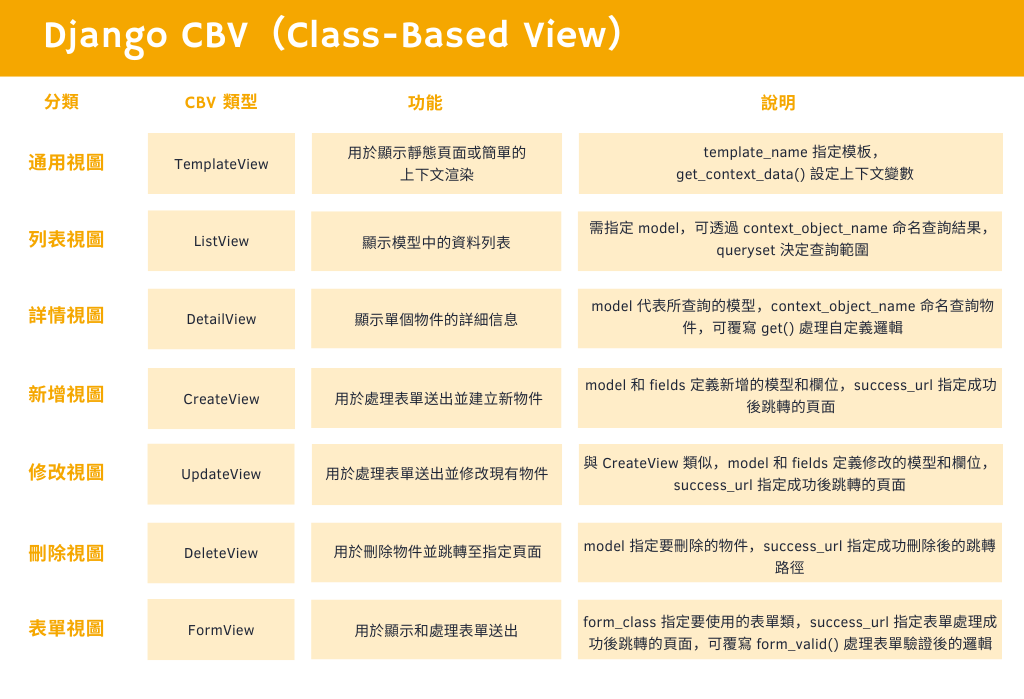 Django CBV（Class-Based View）
分類
CBV 類型
功能
說明
通用視圖
TemplateView
用於顯示靜態頁面或簡單的
上下文渲染
template_name 指定模板，
get_context_data() 設定上下文變數
列表視圖
ListView
顯示模型中的資料列表
需指定 model，可透過 context_object_name 命名查詢結果，
queryset 決定查詢範圍
詳情視圖
DetailView
顯示單個物件的詳細信息
model 代表所查詢的模型，context_object_name 命名查詢物
件，可覆寫 get() 處理自定義邏輯
新增視圖
CreateView
用於處理表單送出並建立新物件
model 和 fields 定義新增的模型和欄位，success_url 指定成功
後跳轉的頁面
修改視圖
UpdateView
用於處理表單送出並修改現有物件
與 CreateView 類似，model 和 fields 定義修改的模型和欄位，
success_url 指定成功後跳轉的頁面
刪除視圖
DeleteView
用於刪除物件並跳轉至指定頁面
model 指定要刪除的物件，success_url 指定成功刪除後的跳轉
路徑
表單視圖
FormView
用於顯示和處理表單送出
form_class 指定要使用的表單類，success_url 指定表單處理成
功後跳轉的頁面，可覆寫 form_valid() 處理表單驗證後的邏輯